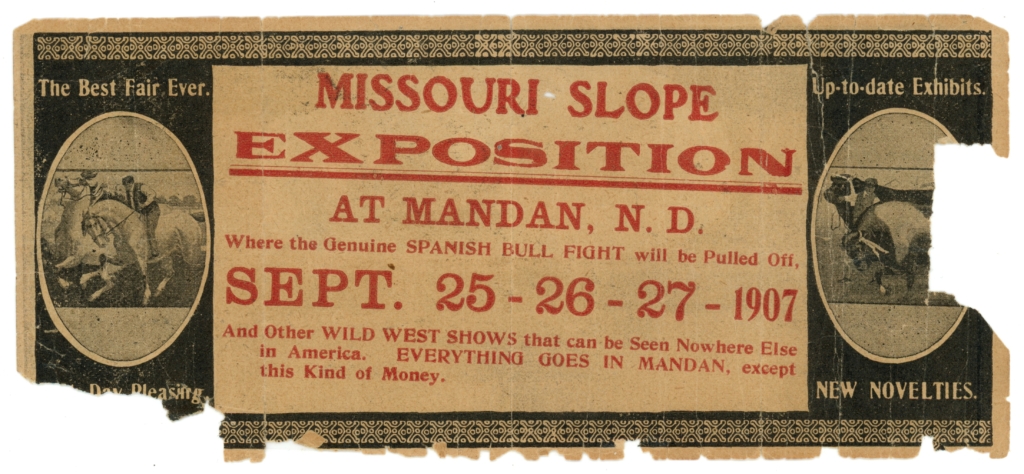 The Best Fair Ever.
MISSOURI SLOPE
EXPOSITION
AT MANDAN, N. D.
Where the Genuine SPANISH BULL FIGHT will be Pulled Off,
SEPT. 25 - 26 - 27 - 1907
And Other WILD WEST SHOWS that can be Seen Nowhere Else
in America. EVERYTHING GOES IN MANDAN, except
this Kind of Money.
Day Pleasing.
Up-to-date Exhibits.
NEW NOVELTIES.